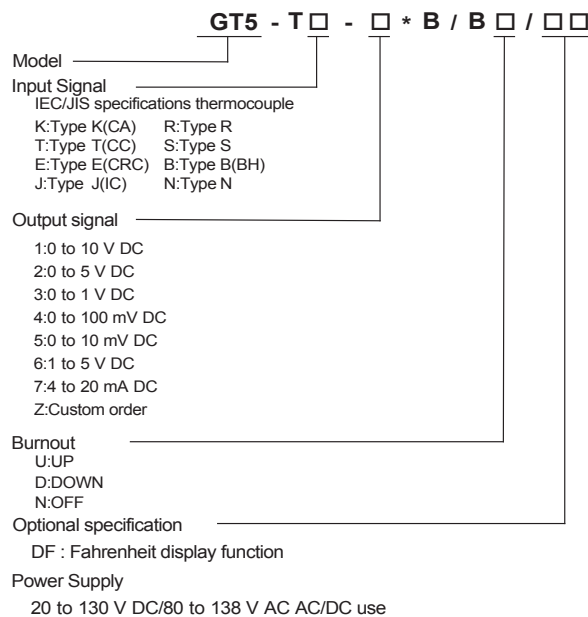 GT5 - T□ - □ * B / B □ / □□
Model
Input Signal
IEC/JIS specifications thermocouple
K:Type K(CA) R:Type R
T:Type T(CC) S:Type S
E:Type E(CRC) B:Type B(BH)
J:Type J(IC) N:Type N
Output signal
1:0 to 10 V DC
2:0 to 5 V DC
3:0 to 1 V DC
4:0 to 100 mV DC
5:0 to 10 mV DC
6:1 to 5 V DC
7:4 to 20 mA DC
Z:Custom order
Burnout
U:UP
D:DOWN
N:OFF
Optional specification
DF : Fahrenheit display function
Power Supply
20 to 130 V DC/80 to 138 V AC AC/DC use